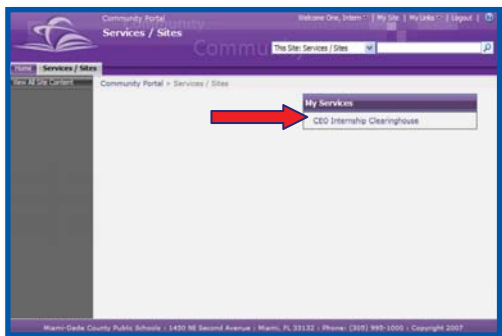 Community Portal
Welcome One, Intern | My Site | My Links | Logout |
Services / Sites
Community
This Site: Services / Sites
Home Services / Sites
View All Site Content
Community Portal > Services / Sites
My Services
CEO Internship Clearinghouse
Miami-Dade County Public Schools : 1450 NE Second Avenue : Miami, FL 33132 : Phone: (305) 995-1000 : Copyright 2007